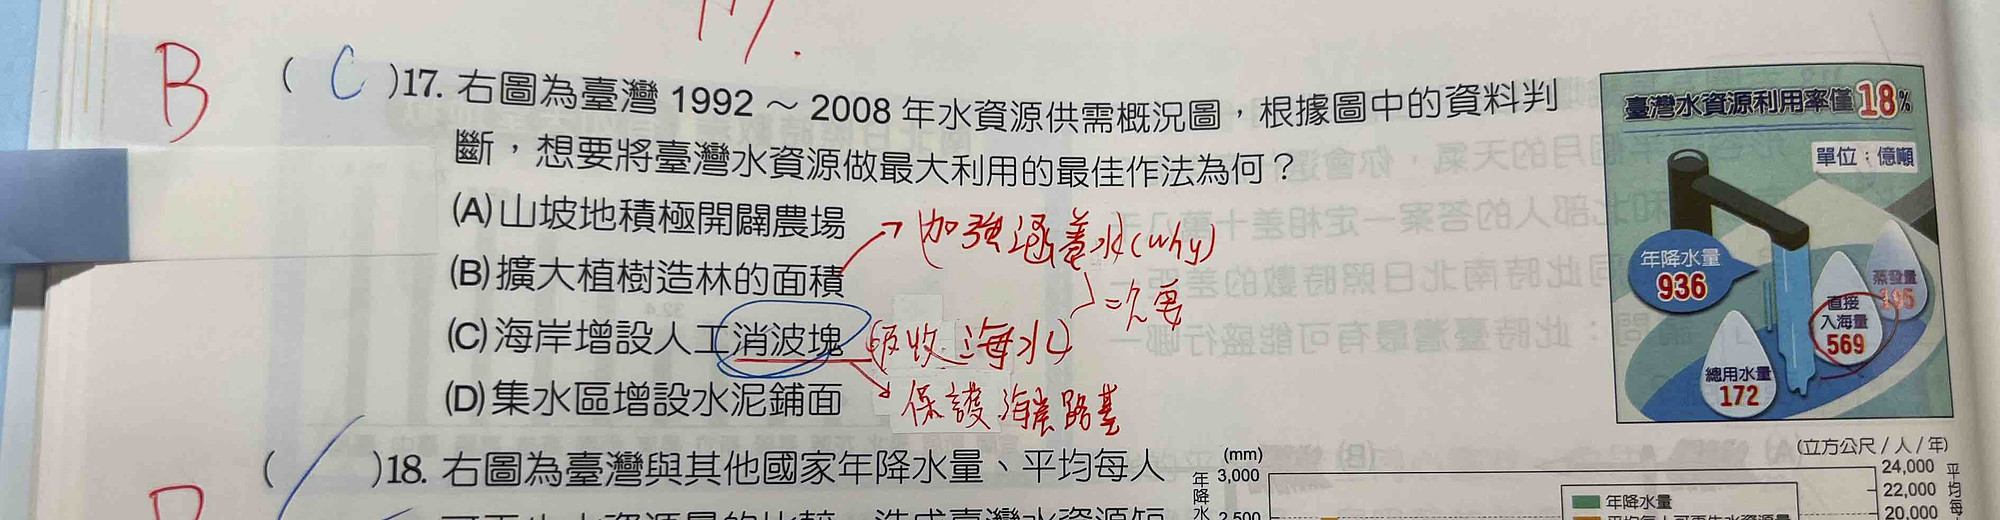 17.
B
( C )17. 右圖為臺灣 1992 ~ 2008 年水資源供需概況圖，根據圖中的資料判
斷，想要將臺灣水資源做最大利用的最佳作法為何？
(A) 山坡地積極開闢農場
(B) 擴大植樹造林的面積
加強涵養水(why)
(C) 海岸增設人工消波塊
吸收海水
=次要
(D) 集水區增設水泥鋪面
保護海岸路基
臺灣水資源利用率僅18%
單位：億噸
年降水量
936
蒸發量
195
直接
入海量
569
總用水量
172
( )18. 右圖為臺灣與其他國家年降水量、平均每人
(mm)
3,000
2,500
年降水
(立方公尺 / 人 / 年)
24,000
22,000
20,000
平均每
年降水量